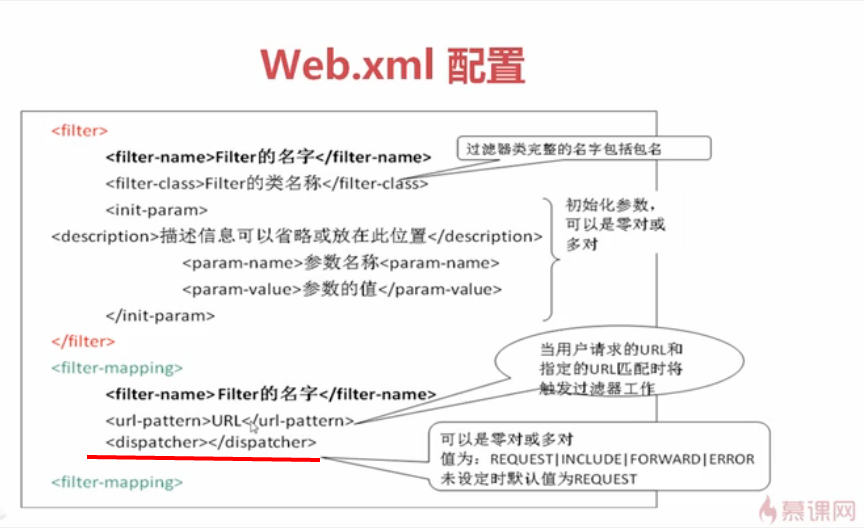 Web.xml 配置
<filter>
<filter-name>Filter的名字</filter-name>
过滤器类完整的名字包括包名
<filter-class>Filter的类名称</filter-class>
<init-param>
初始化参数，
可以是零对或
多对
<description>描述信息可以省略或放在此位置</description>
<param-name>参数名称<param-name>
<param-value>参数的值</param-value>
</init-param>
</filter>
<filter-mapping>
当用户请求的URL和
指定的URL匹配时将
触发过滤器工作
<filter-name>Filter的名字</filter-name>
<url-pattern>URL</url-pattern>
<dispatcher></dispatcher>
可以是零对或多对
值为：REQUEST|INCLUDE|FORWARD|ERROR
未设定时默认值为REQUEST
<filter-mapping>
慕课网